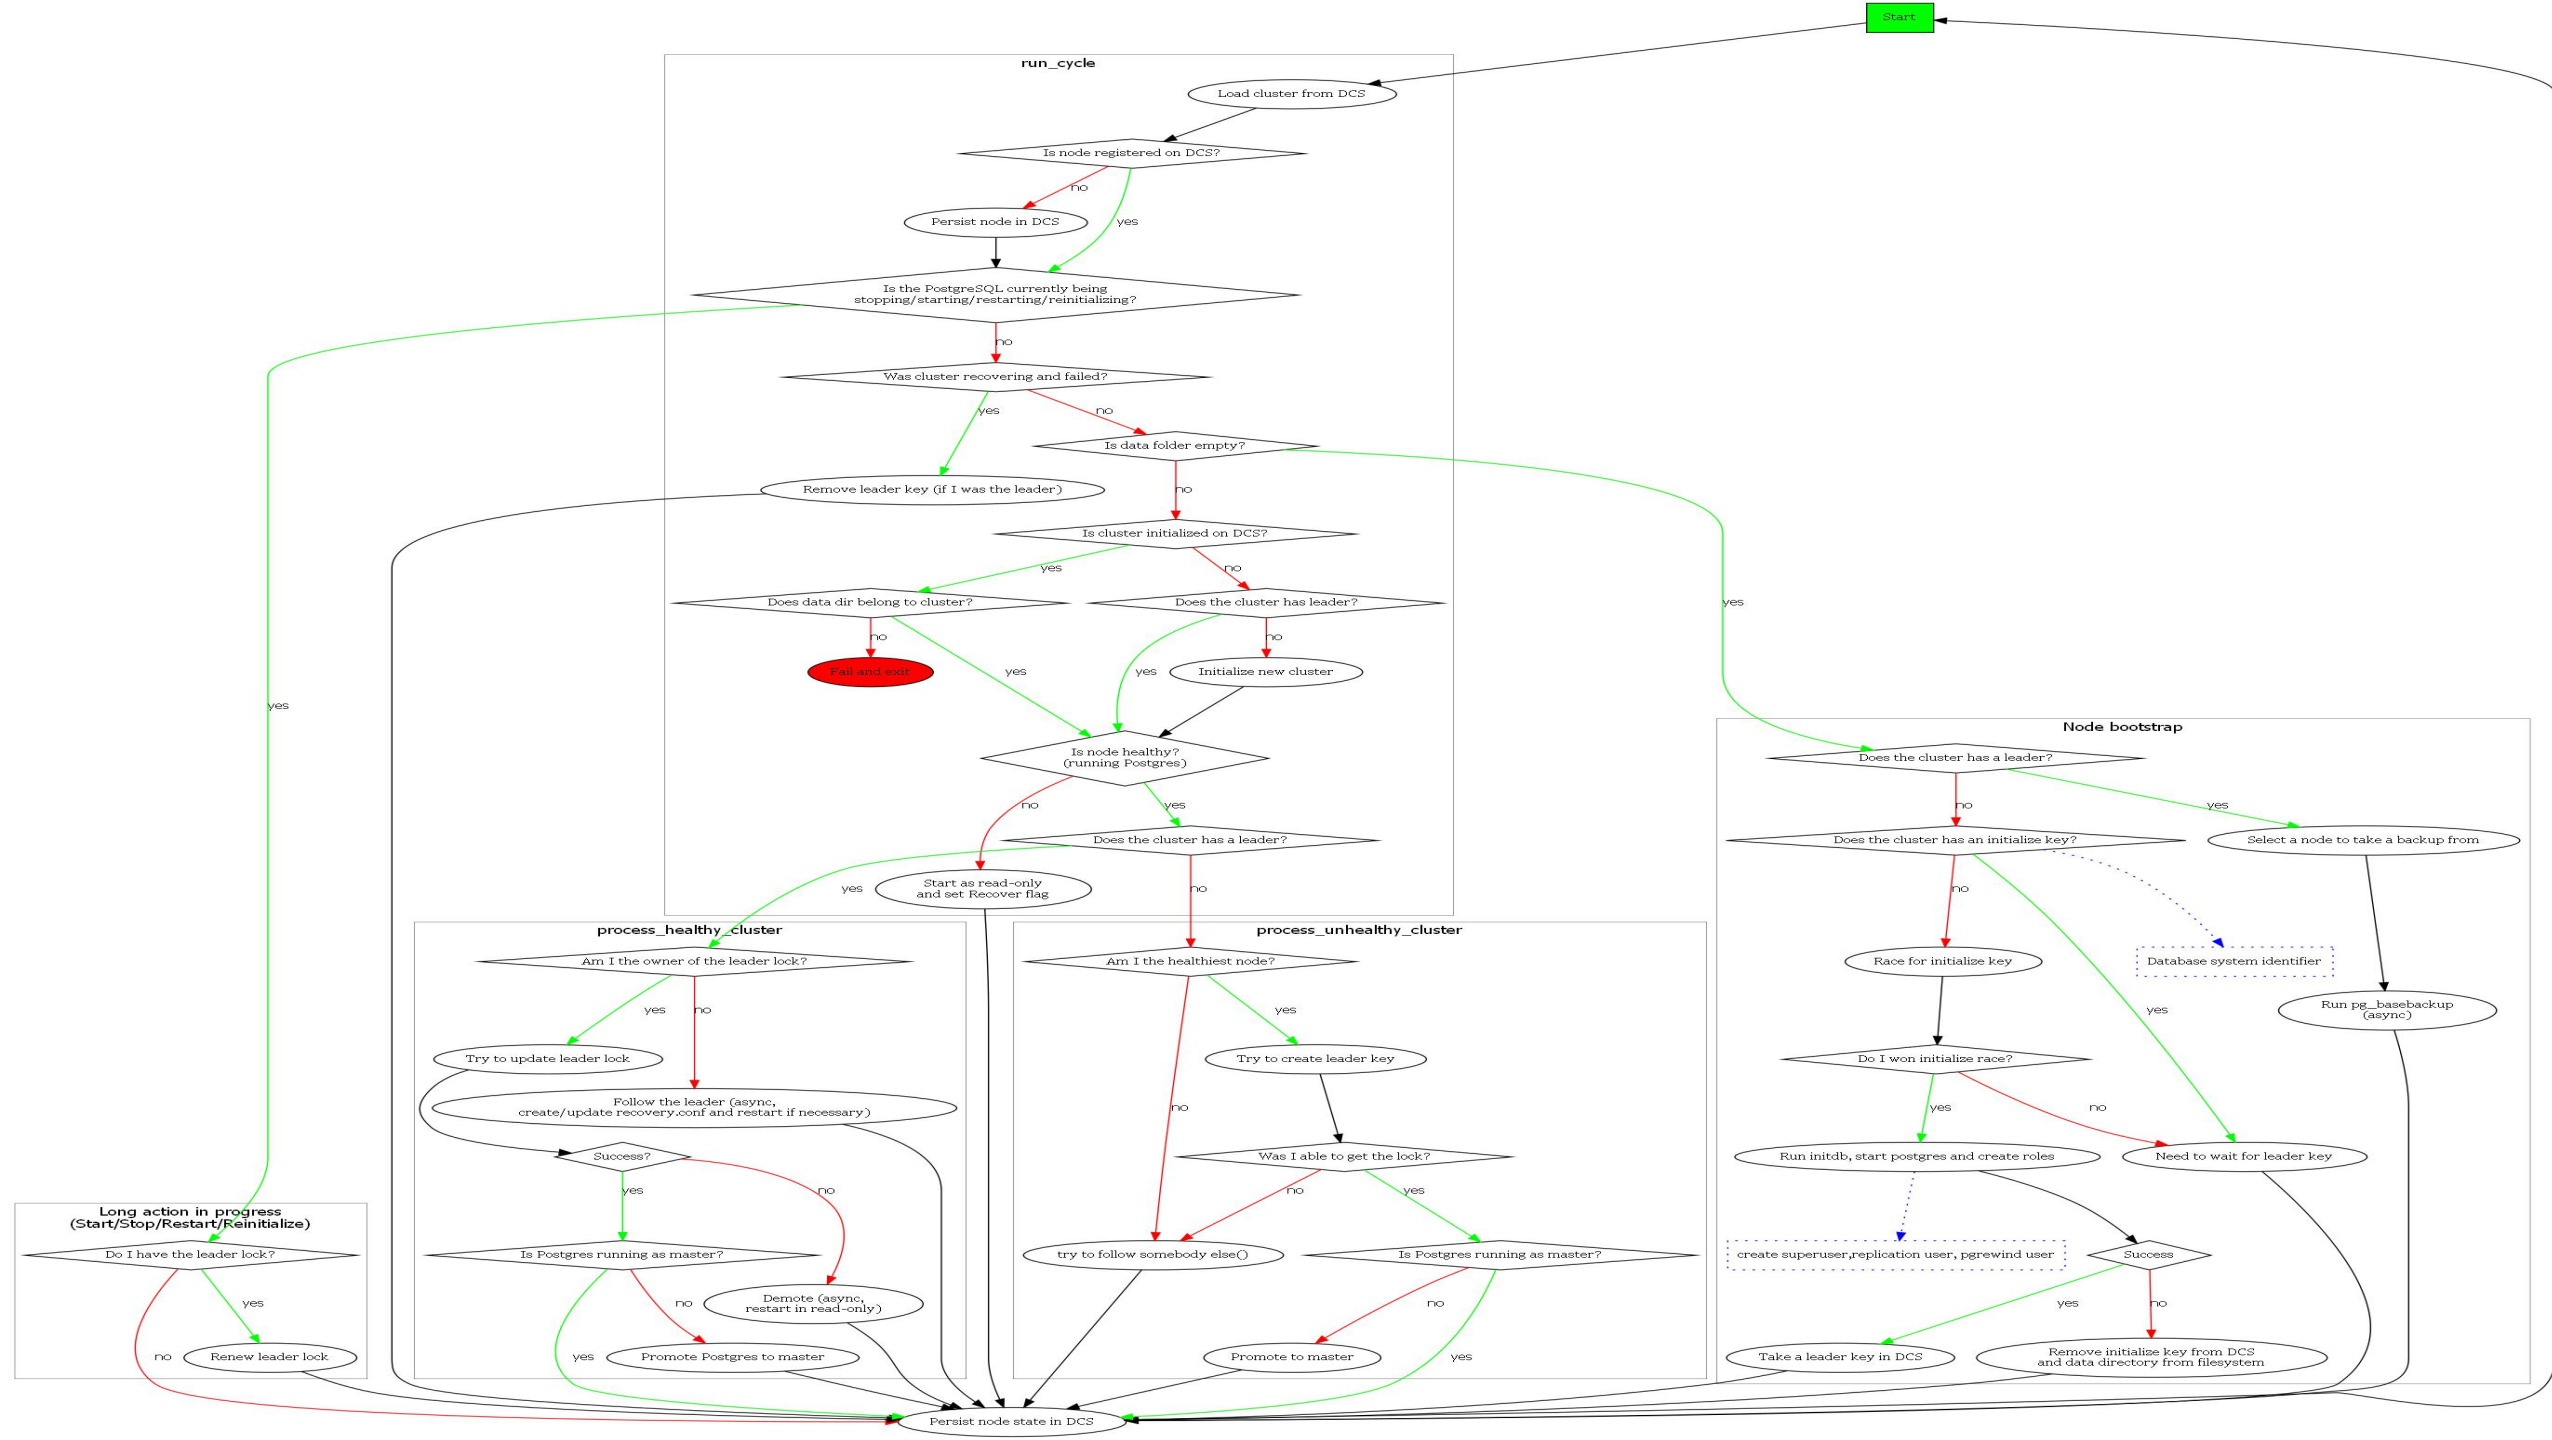 Start
run_cycle
Load cluster from DCS
Is node registered on DCS?
no
Persist node in DCS
yes
Is the PostgreSQL currently being
stopping/starting/restarting/reinitializing?
no
Was cluster recovering and failed?
yes
no
Is data folder empty?
Remove leader key (if I was the leader)
no
Is cluster initialized on DCS?
yes
no
yes
Does data dir belong to cluster?
Does the cluster has leader?
no
no
Fail and exit
yes
yes
Initialize new cluster
yes
Is node healthy?
(running Postgres)
no
yes
Does the cluster has a leader?
yes
Start as read-only
and set Recover flag
no
Node bootstrap
Does the cluster has a leader?
no
yes
Does the cluster has an initialize key?
Select a node to take a backup from
no
Race for initialize key
Database system identifier
Run pg_basebackup
(async)
yes
Do I won initialize race?
yes
no
Run initdb, start postgres and create roles
Need to wait for leader key
create superuser,replication user, pgrewind user
Success
yes
no
Take a leader key in DCS
Remove initialize key from DCS
and data directory from filesystem
process_healthy_cluster
Am I the owner of the leader lock?
yes
no
Try to update leader lock
Follow the leader (async,
create/update recovery.conf and restart if necessary)
Success?
yes
no
Is Postgres running as master?
Demote (async,
restart in read-only)
no
yes
Promote Postgres to master
process_unhealthy_cluster
Am I the healthiest node?
yes
Try to create leader key
no
Was I able to get the lock?
no
yes
try to follow somebody else()
Is Postgres running as master?
no
yes
Promote to master
Long action in progress
(Start/Stop/Restart/Reinitialize)
Do I have the leader lock?
yes
no
Renew leader lock
Persist node state in DCS